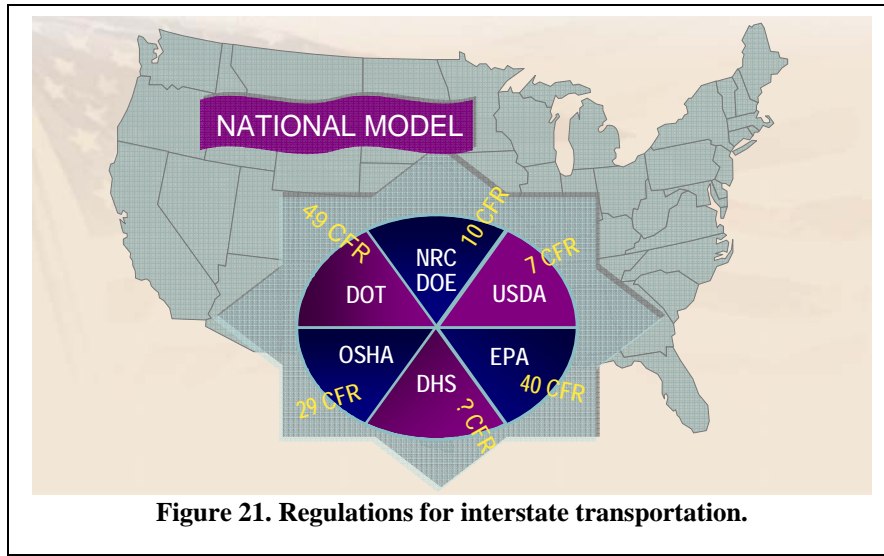 NATIONAL MODEL
49 CFR
10 CFR
7 CFR
NRC
DOE
DOT
USDA
OSHA
EPA
DHS
29 CFR
? CFR
40 CFR
Figure 21. Regulations for interstate transportation.